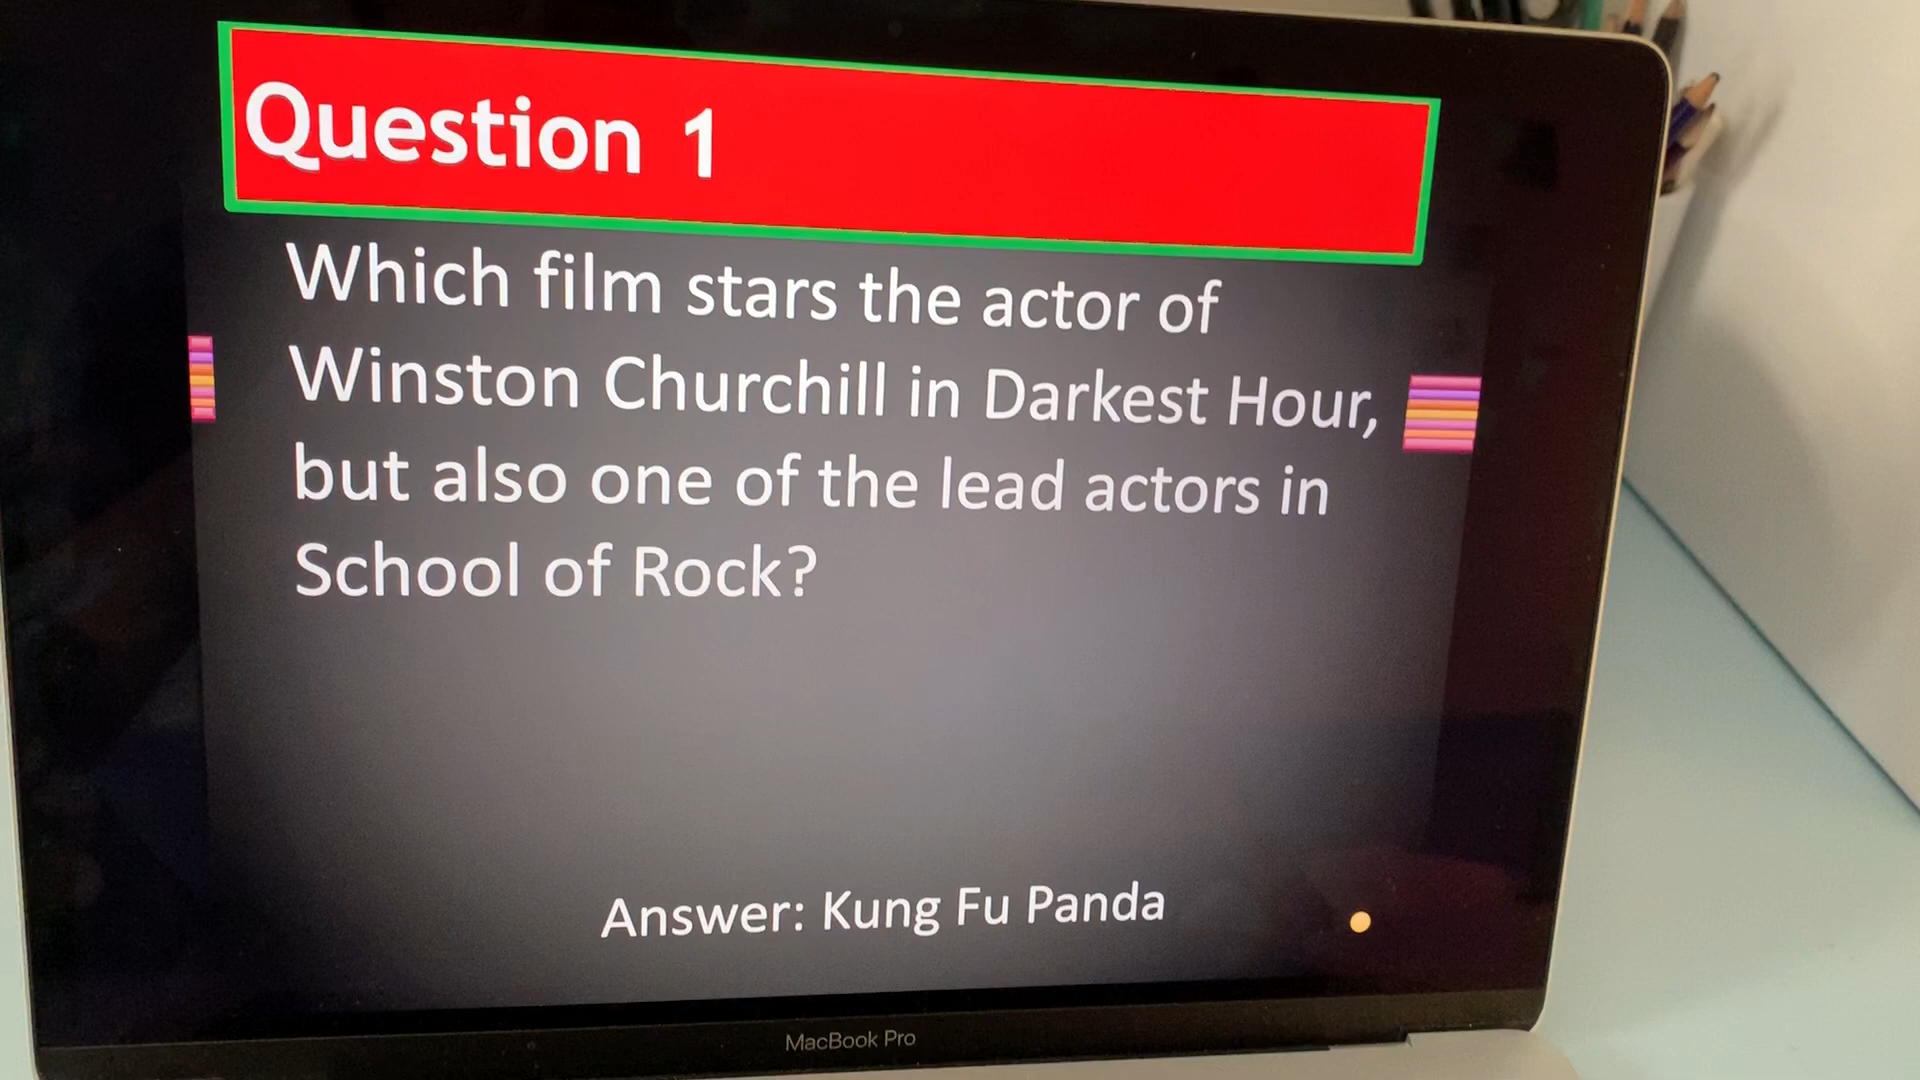 Question 1
Which film stars the actor of
Winston Churchill in Darkest Hour,
but also one of the lead actors in
School of Rock?
Answer: Kung Fu Panda
MacBook Pro